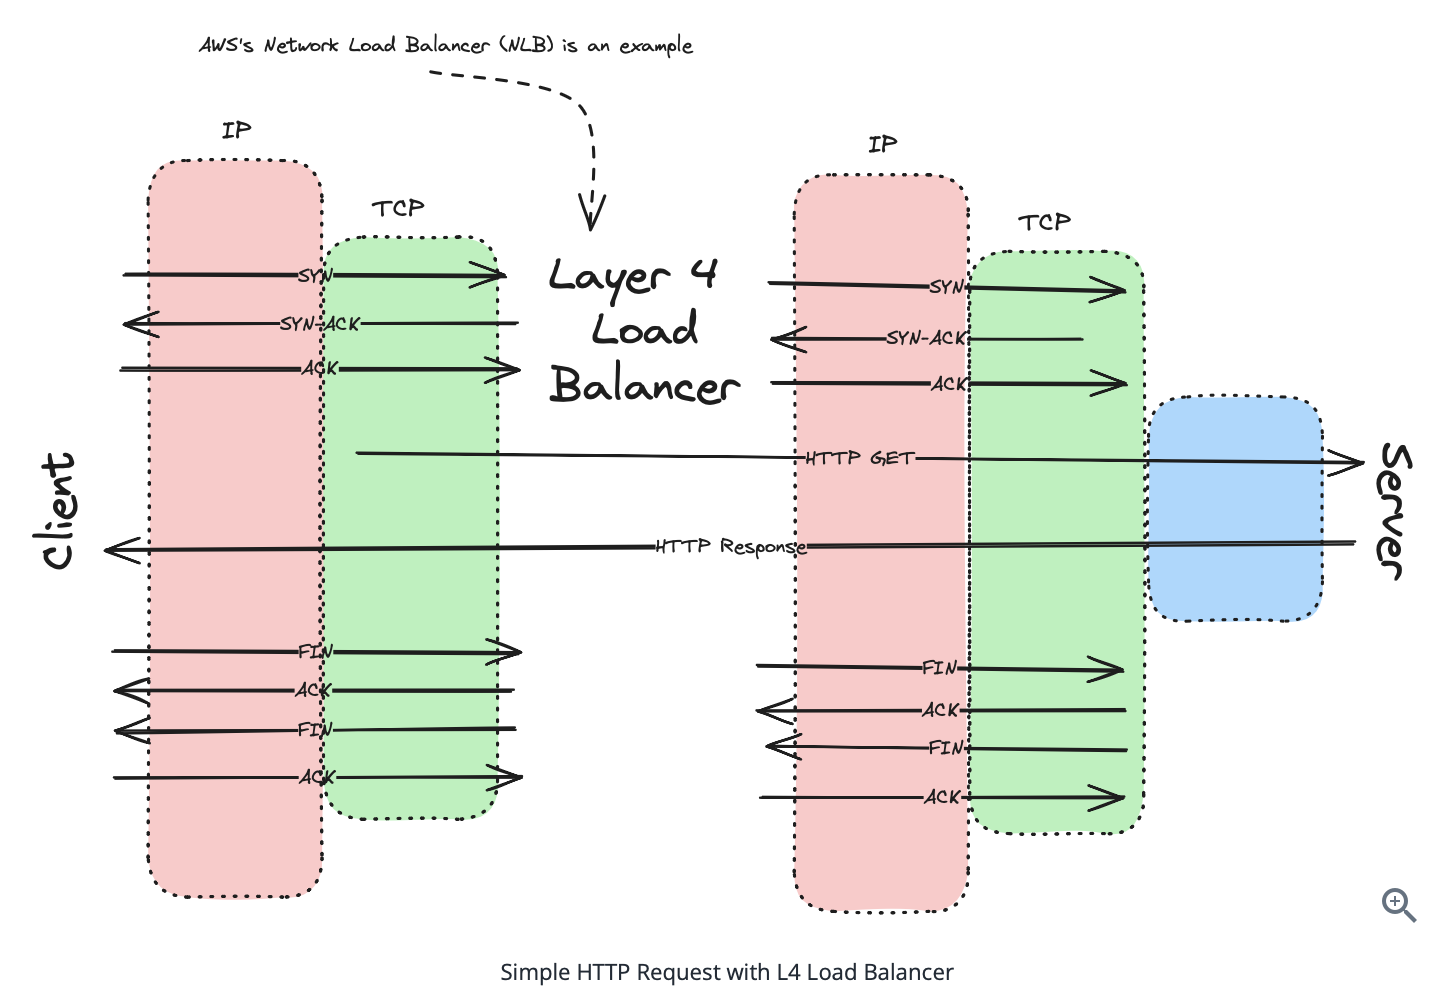 AWS's Network Load Balancer (NLB) is an example
IP
TCP
IP
TCP
Layer 4
Load
Balancer
Client
Server
SYN
SYN-ACK
ACK
SYN
SYN-ACK
ACK
HTTP GET
HTTP Response
FIN
ACK
FIN
ACK
FIN
ACK
FIN
ACK
Simple HTTP Request with L4 Load Balancer